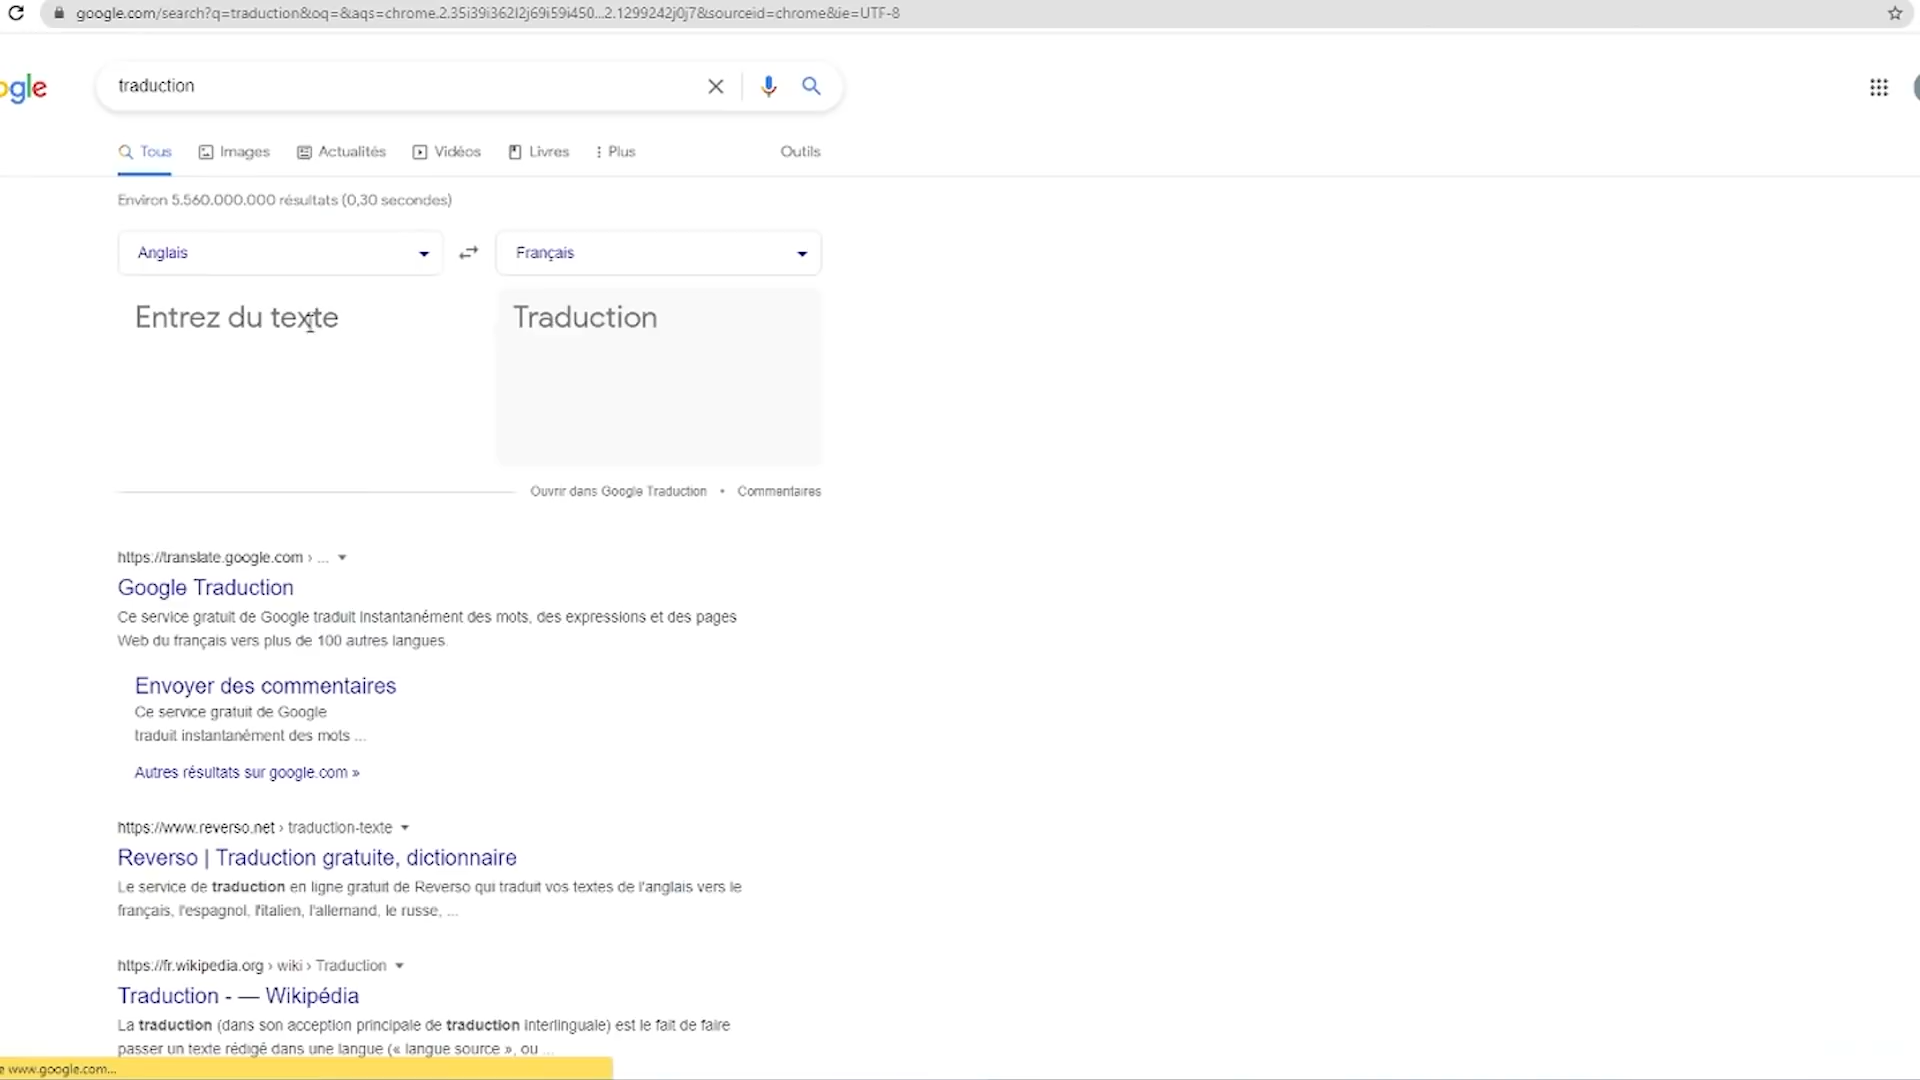 google.com/search?q=traduction&oq=&aqs=chrome.2.35i39i362l2j69i59i450...2.1299242j0j7&sourceid=chrome&ie=UTF-8
ogle
traduction
Tous Images Actualités Vidéos Livres Plus Outils
Environ 5.560.000.000 résultats (0,30 secondes)
Anglais Français
Entrez du texte Traduction
Ouvrir dans Google Traduction • Commentaires
https://translate.google.com › ...
Google Traduction
Ce service gratuit de Google traduit instantanément des mots, des expressions et des pages
Web du français vers plus de 100 autres langues.
Envoyer des commentaires
Ce service gratuit de Google
traduit instantanément des mots ...
Autres résultats sur google.com »
https://www.reverso.net › traduction-texte
Reverso | Traduction gratuite, dictionnaire
Le service de traduction en ligne gratuit de Reverso qui traduit vos textes de l'anglais vers le
français, l'espagnol, l'italien, l'allemand, le russe, ...
https://fr.wikipedia.org › wiki › Traduction
Traduction - — Wikipédia
La traduction (dans son acception principale de traduction interlinguale) est le fait de faire
passer un texte rédigé dans une langue (« langue source », ou ...
e www.google.com...